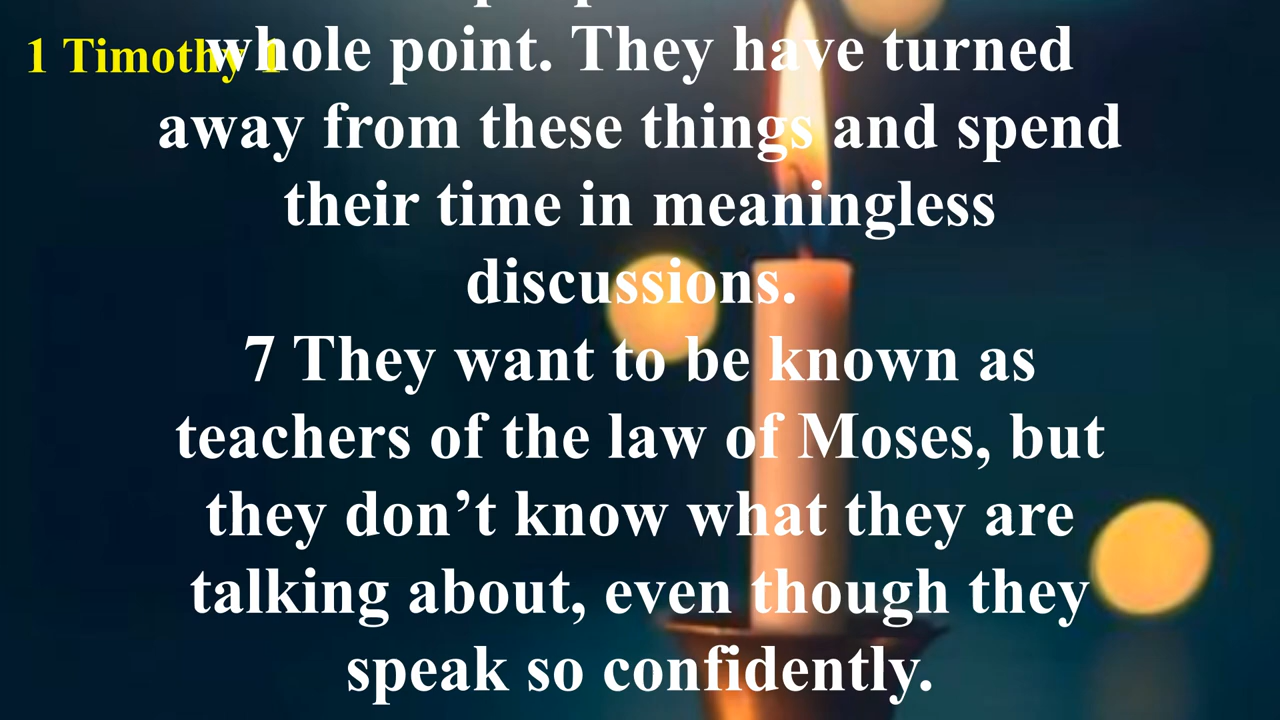 1 Timothy 1
whole point. They have turned
away from these things and spend
their time in meaningless
discussions.
7 They want to be known as
teachers of the law of Moses, but
they don’t know what they are
talking about, even though they
speak so confidently.